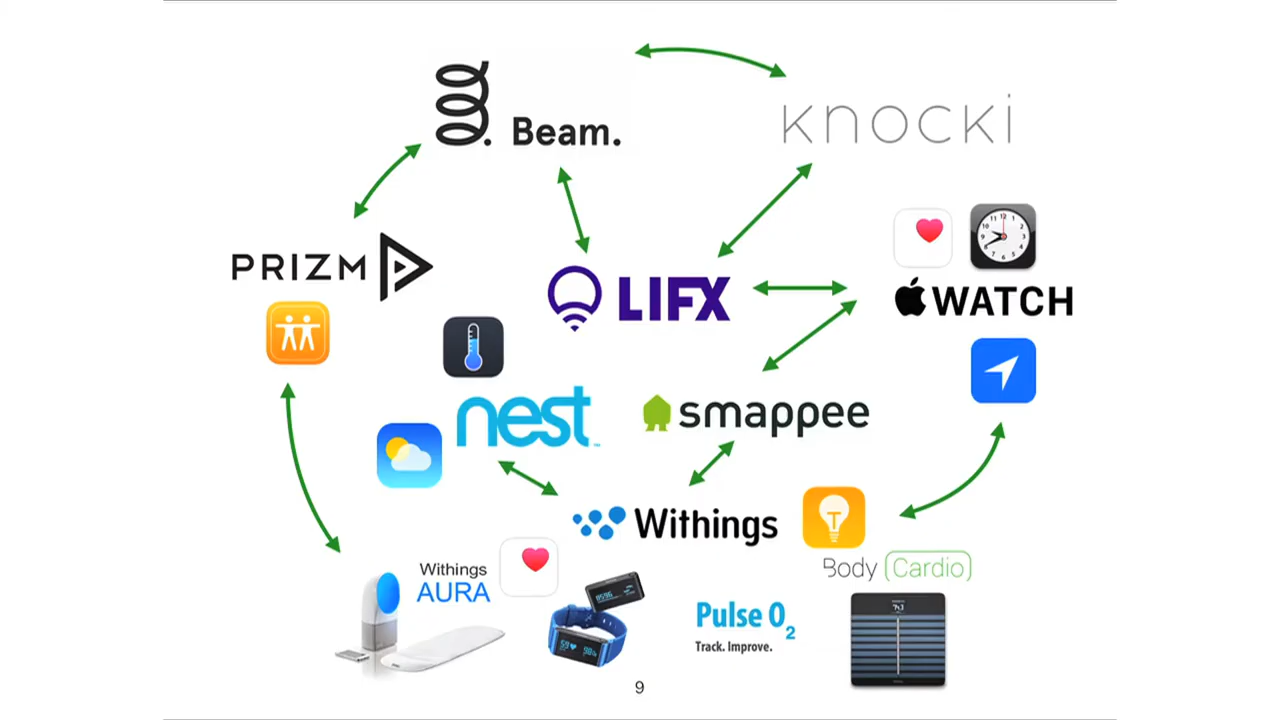 Beam.
knocki
PRIZM
LIFX
WATCH
nest
smappee
Withings
T
Body Cardio
Withings
AURA
Pulse O2
Track. Improve.
9